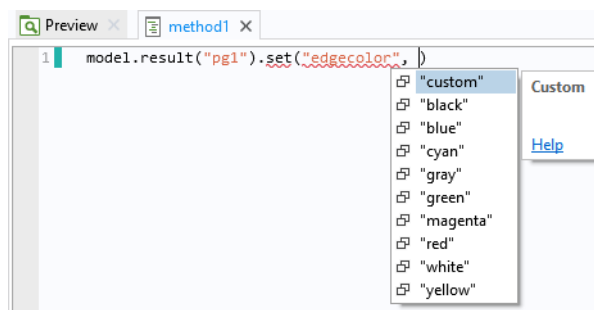 Preview method1
1 model.result("pg1").set("edgecolor", )
"custom"
Custom
"black"
"blue"
"cyan"
Help
"gray"
"green"
"magenta"
"red"
"white"
"yellow"